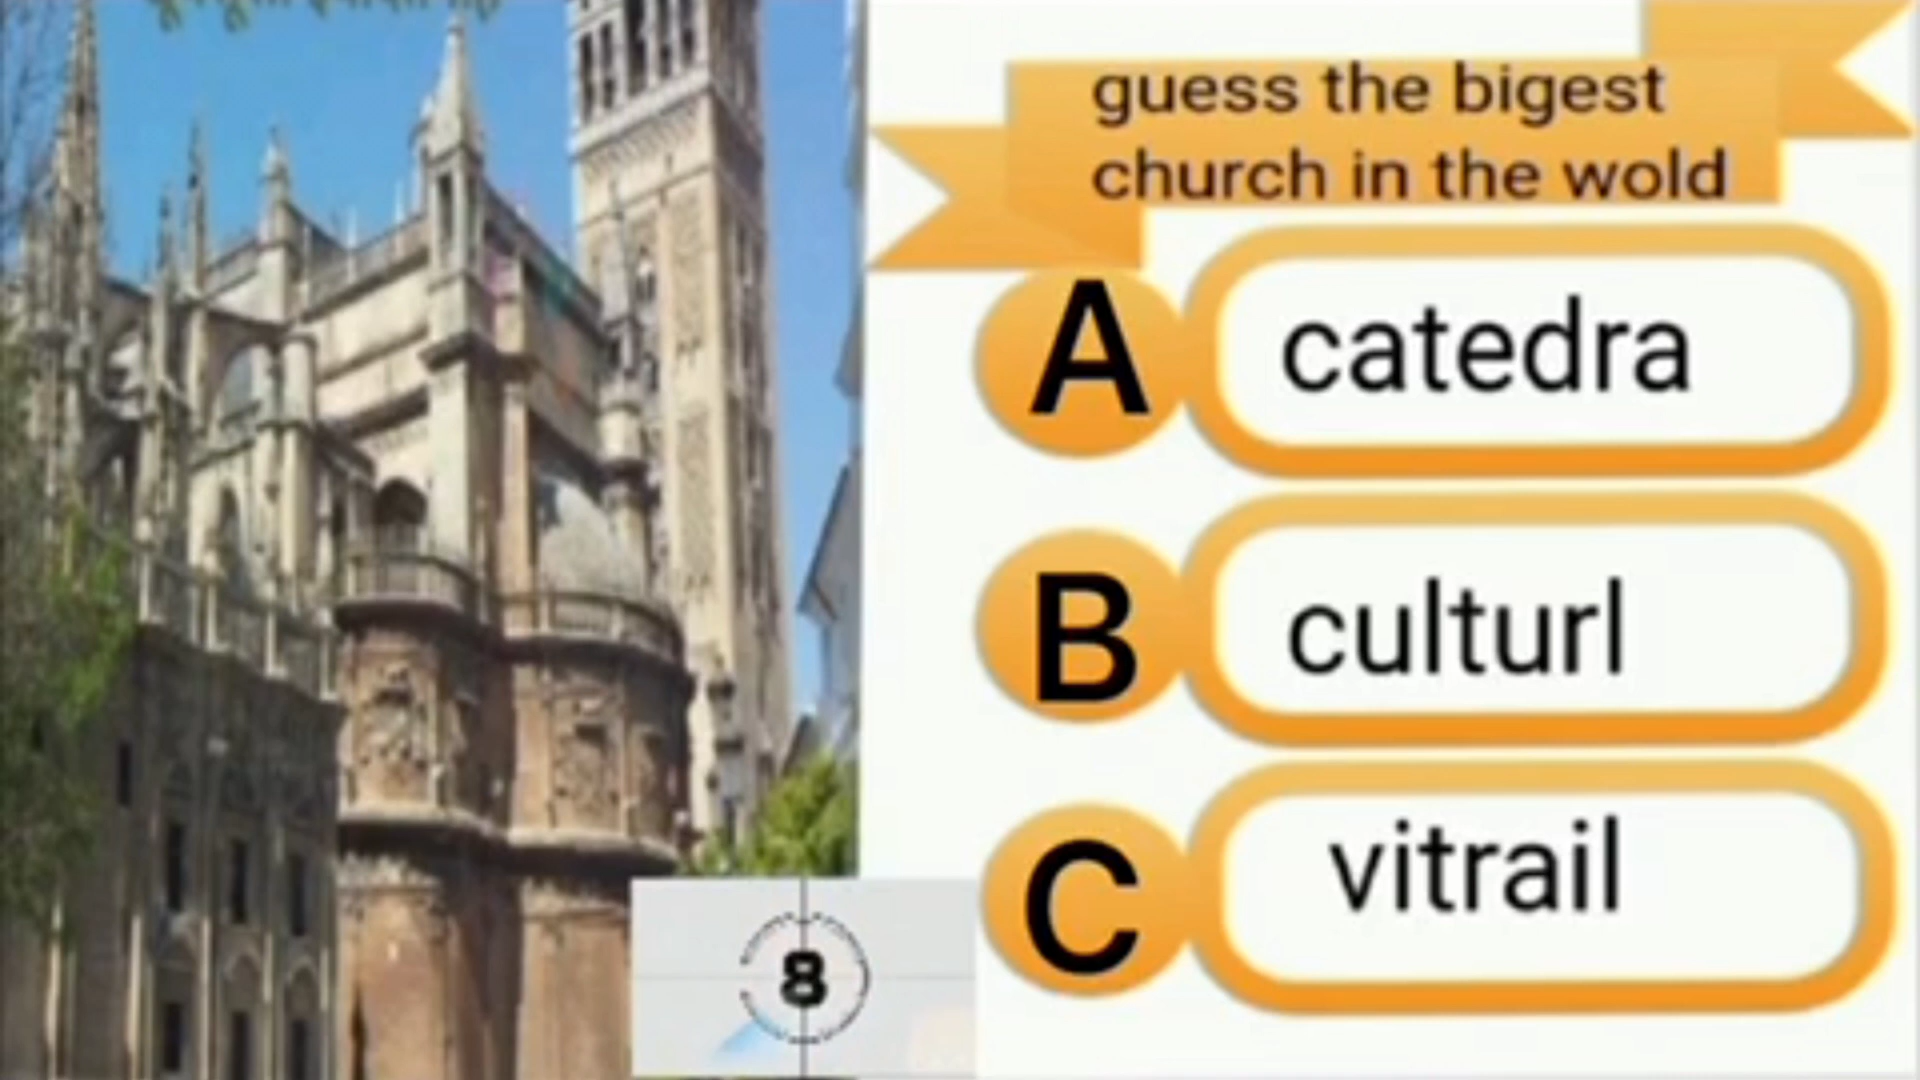 guess the bigest
church in the wold
A catedra
B culturl
C vitrail
8